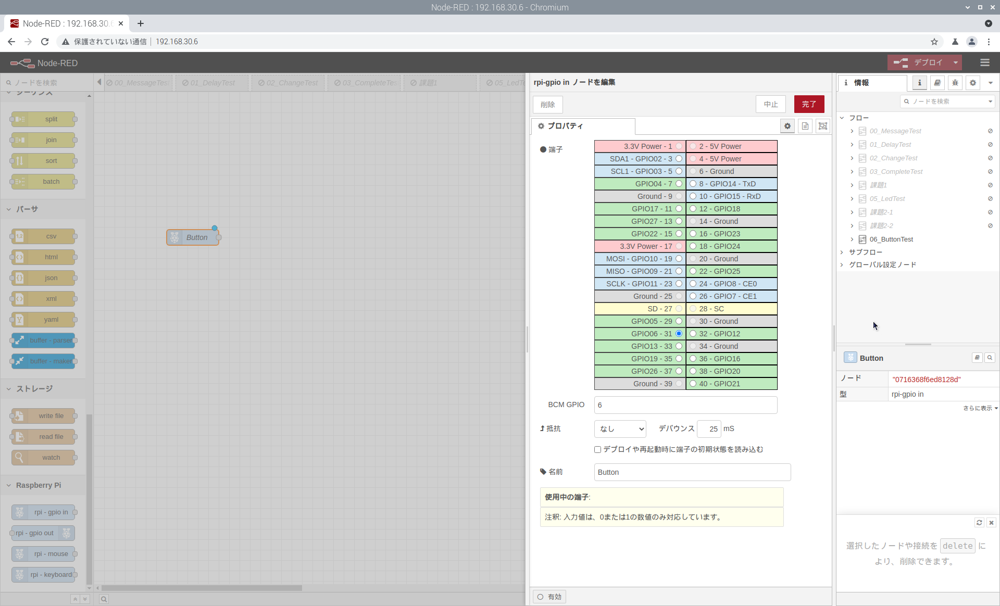 Node-RED : 192.168.30.6 - Chromium
Node-RED : 192.168.30.6
保護されていない通信
192.168.30.6
Node-RED
デプロイ
ノードを検索
00_MessageTest
01_DelayTest
02_ChangeTest
03_CompleteTes
課題1
05_LedTe
シーケンス
split
join
sort
batch
パーサ
csv
html
json
xml
yaml
buffer - parser
buffer - maker
ストレージ
write file
read file
watch
Raspberry Pi
rpi - gpio in
rpi - gpio out
rpi - mouse
rpi - keyboard
Button
rpi-gpio in ノードを編集
削除
中止
完了
プロパティ
端子
3.3V Power - 1
2 - 5V Power
SDA1 - GPIO02 - 3
4 - 5V Power
SCL1 - GPIO03 - 5
6 - Ground
GPIO04 - 7
8 - GPIO14 - TxD
Ground - 9
10 - GPIO15 - RxD
GPIO17 - 11
12 - GPIO18
GPIO27 - 13
14 - Ground
GPIO22 - 15
16 - GPIO23
3.3V Power - 17
18 - GPIO24
MOSI - GPIO10 - 19
20 - Ground
MISO - GPIO09 - 21
22 - GPIO25
SCLK - GPIO11 - 23
24 - GPIO8 - CE0
Ground - 25
26 - GPIO7 - CE1
SD - 27
28 - SC
GPIO05 - 29
30 - Ground
GPIO06 - 31
32 - GPIO12
GPIO13 - 33
34 - Ground
GPIO19 - 35
36 - GPIO16
GPIO26 - 37
38 - GPIO20
Ground - 39
40 - GPIO21
BCM GPIO
6
抵抗
なし
デバウンス
25
mS
デプロイや再起動時に端子の初期状態を読み込む
名前
Button
使用中の端子:
注釈: 入力値は、0または1の数値のみ対応しています。
有効
情報
ノードを検索
フロー
00_MessageTest
01_DelayTest
02_ChangeTest
03_CompleteTest
課題1
05_LedTest
課題2-1
課題2-2
06_ButtonTest
サブフロー
グローバル設定ノード
Button
ノード
"0716368f6ed8128d"
型
rpi-gpio in
さらに表示
選択したノードや接続を delete に
より、削除できます。